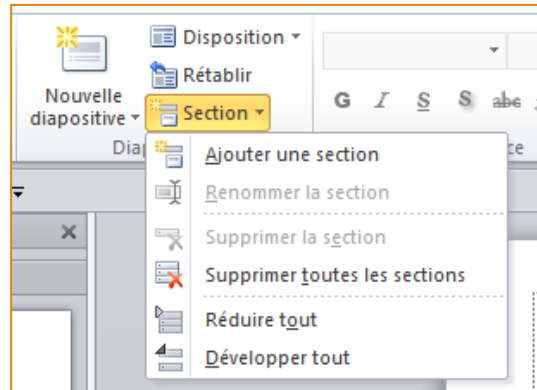 Disposition
Rétablir
Nouvelle
diapositive
Section
G I S S abc
Ajouter une section
Renommer la section
Supprimer la section
Supprimer toutes les sections
Réduire tout
Développer tout